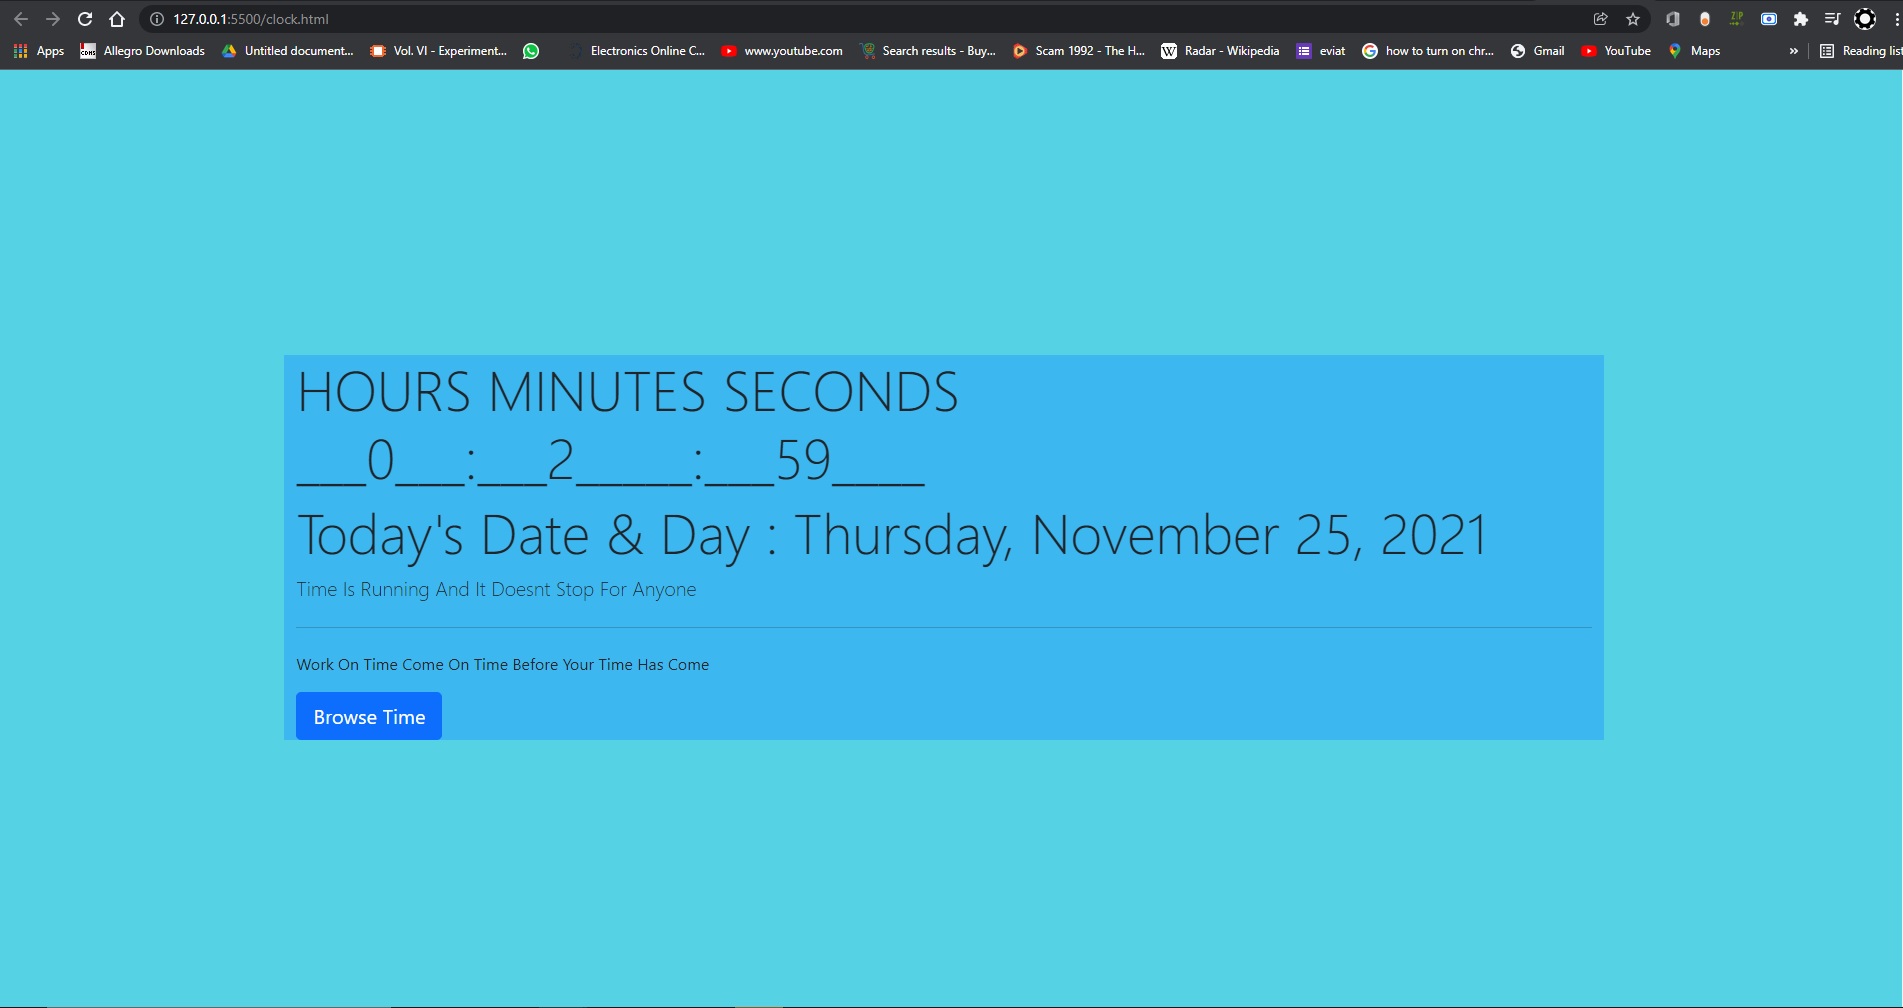 127.0.0.1:5500/clock.html
Apps
Allegro Downloads
Untitled document...
Vol. VI - Experiment...
Electronics Online C...
www.youtube.com
Search results - Buy...
Scam 1992 - The H...
Radar - Wikipedia
eviat
how to turn on chr...
Gmail
YouTube
Maps
»
Reading list
HOURS MINUTES SECONDS
___0___:___2_____:___59____
Today's Date & Day : Thursday, November 25, 2021
Time Is Running And It Doesnt Stop For Anyone
Work On Time Come On Time Before Your Time Has Come
Browse Time